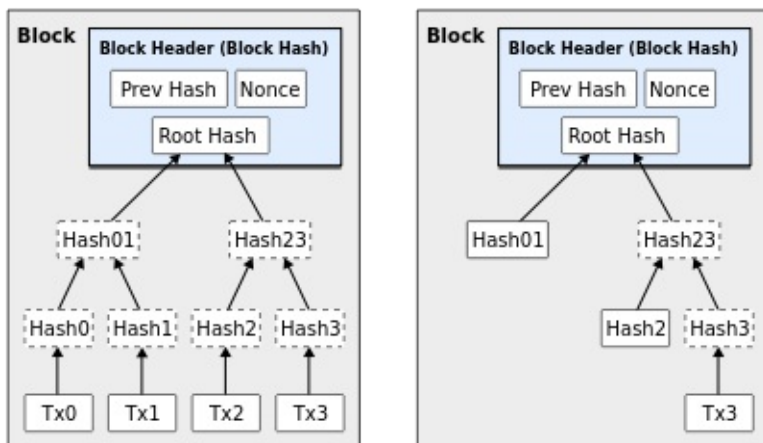 Block
Block Header (Block Hash)
Prev Hash Nonce
Root Hash
Hash01 Hash23
Hash0 Hash1 Hash2 Hash3
Tx0 Tx1 Tx2 Tx3
Block
Block Header (Block Hash)
Prev Hash Nonce
Root Hash
Hash01 Hash23
Hash2 Hash3
Tx3